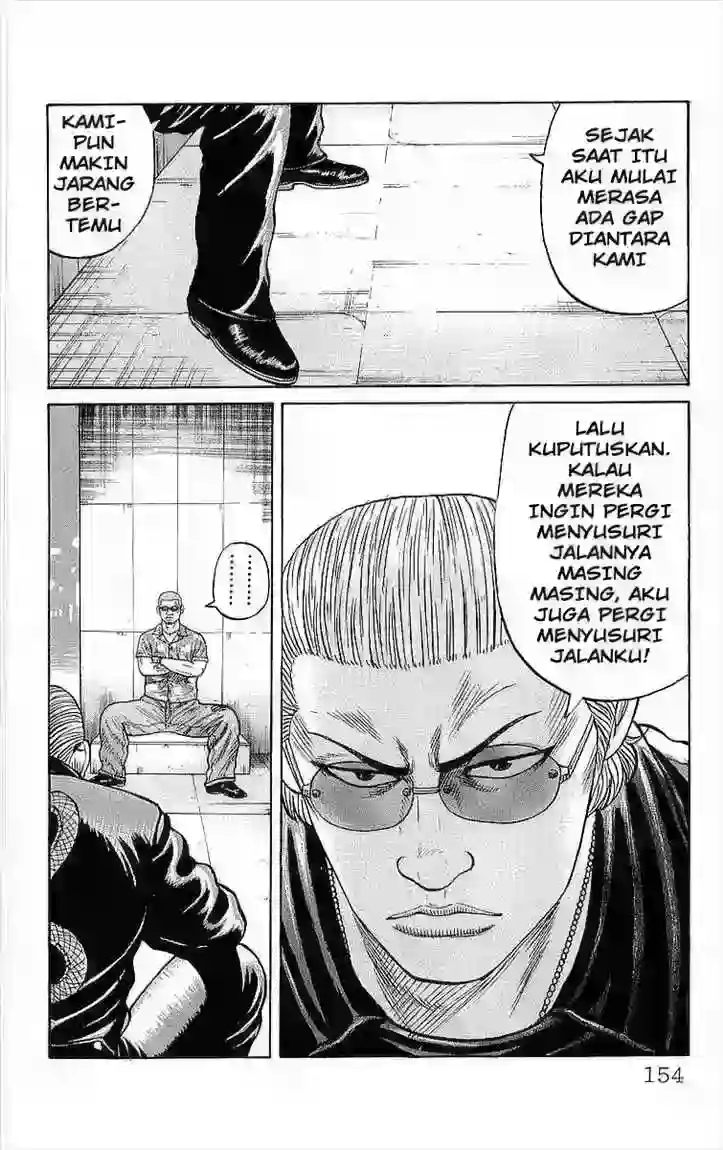 SEJAK
SAAT ITU
AKU MULAI
MERASA
ADA GAP
DIANTARA
KAMI
KAMI-
PUN
MAKIN
JARANG
BER-
TEMU
LALU
KUPUTUSKAN.
KALAU
MEREKA
INGIN PERGI
MENYUSURI
JALANNYA
MASING
MASING, AKU
JUGA PERGI
MENYUSURI
JALANKU!
154